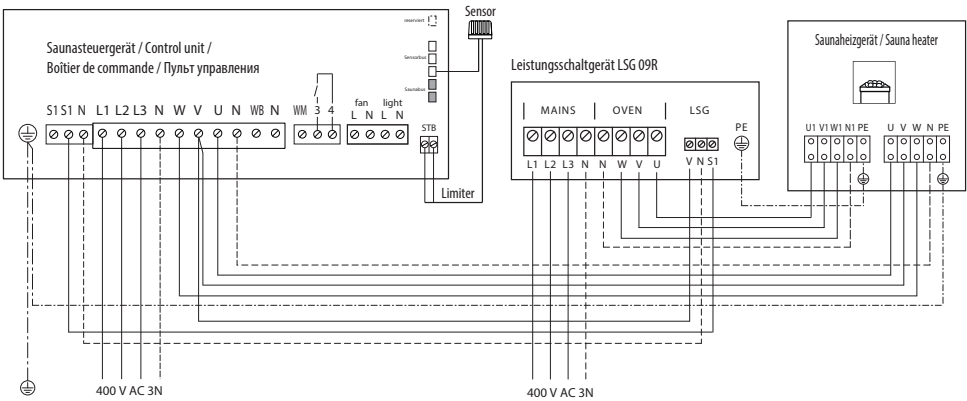 reserviert
Sensor
Saunasteuergerät / Control unit /
Boîtier de commande / Пульт управления
Sensorbus
Saunabus
S1 S1 N L1 L2 L3 N W V U N WB N
WM 3 4
fan light
L N L N
STB
Limiter
400 V AC 3N
Leistungsschaltgerät LSG 09R
MAINS OVEN LSG
PE
L1 L2 L3 N N W V U
V N S1
400 V AC 3N
Saunaheizgerät / Sauna heater
U1 V1 W1 N1 PE U V W N PE